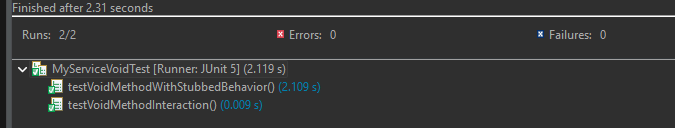 Finished after 2.31 seconds
Runs: 2/2 Errors: 0 Failures: 0
MyServiceVoidTest [Runner: JUnit 5] (2.119 s)
testVoidMethodWithStubbedBehavior() (2.109 s)
testVoidMethodInteraction() (0.009 s)